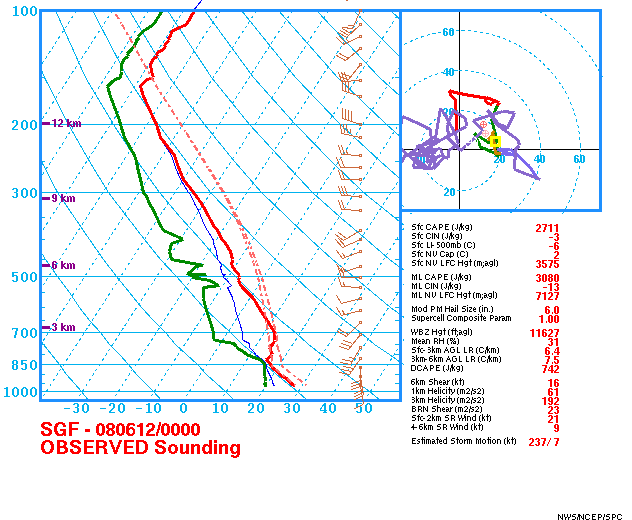 100
200
300
500
700
850
1000
12 km
9 km
6 km
3 km
-30 -20 -10 0 10 20 30 40 50
SGF - 080612/0000
OBSERVED Sounding
60
40
20
20 40 60
20
Sfc CAPE (J/kg) 2711
Sfc CIN (J/kg) -3
Sfc LI-500mb (C) -6
Sfc NV Cap (C) 2
Sfc NV LFC Hgt (m;agl) 3575
ML CAPE (J/kg) 3080
ML CIN (J/kg) -13
ML NV LFC Hgt (m;agl) 7127
Mod PM Hail Size (in.) 6.0
Supercell Composite Param 1.00
WBZ Hgt (ft;agl) 11627
Mean RH (%) 31
Sfc-3km AGL LR (C/km) 6.4
3km-6km AGL LR (C/km) 7.5
DCAPE (J/kg) 742
6km Shear (kt) 16
1km Helicity (m2/s2) 61
3km Helicity (m2/s2) 192
BRN Shear (m2/s2) 23
Sfc-2km SR Wind (kt) 21
4-6km SR Wind (kt) 9
Estimated Storm Motion (kt) 237/ 7
NWS/NCEP/SPC